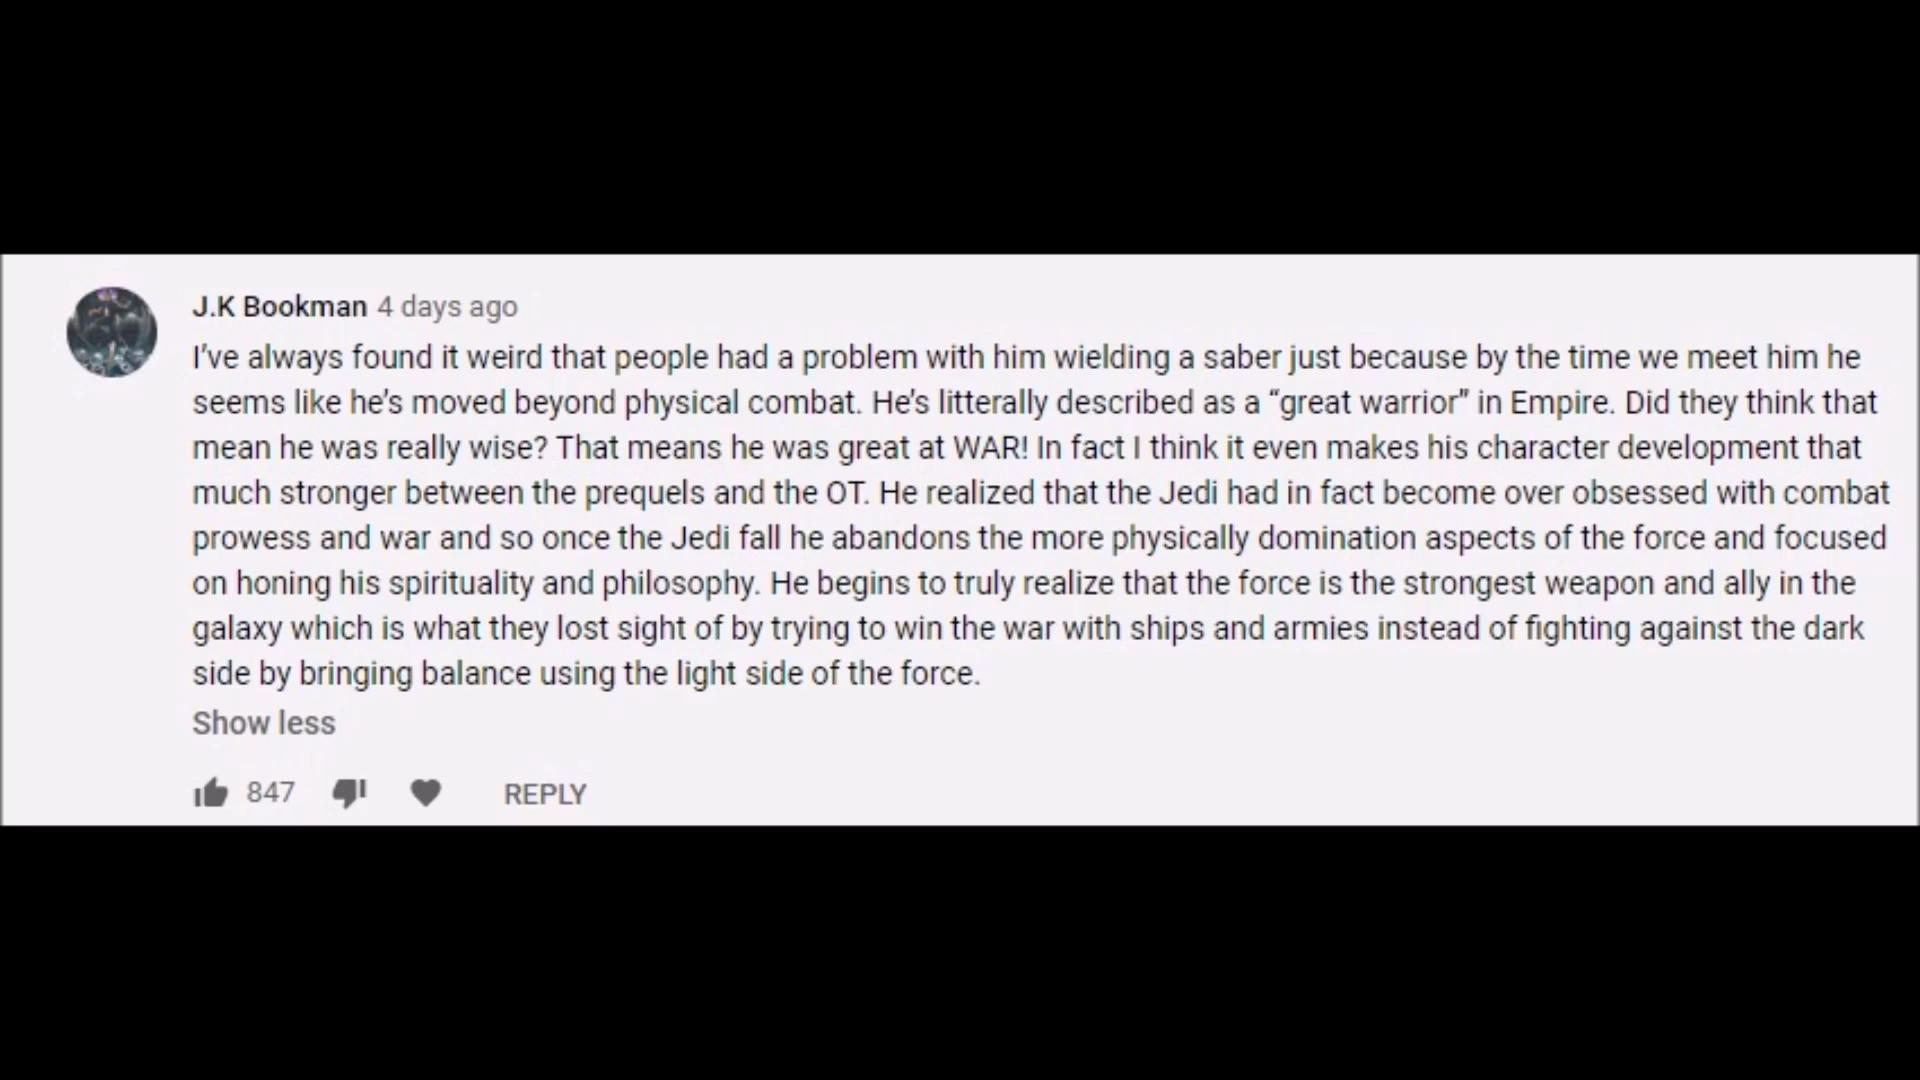 J.K Bookman 4 days ago
I’ve always found it weird that people had a problem with him wielding a saber just because by the time we meet him he
seems like he’s moved beyond physical combat. He’s litterally described as a “great warrior” in Empire. Did they think that
mean he was really wise? That means he was great at WAR! In fact I think it even makes his character development that
much stronger between the prequels and the OT. He realized that the Jedi had in fact become over obsessed with combat
prowess and war and so once the Jedi fall he abandons the more physically domination aspects of the force and focused
on honing his spirituality and philosophy. He begins to truly realize that the force is the strongest weapon and ally in the
galaxy which is what they lost sight of by trying to win the war with ships and armies instead of fighting against the dark
side by bringing balance using the light side of the force.
Show less
847 REPLY